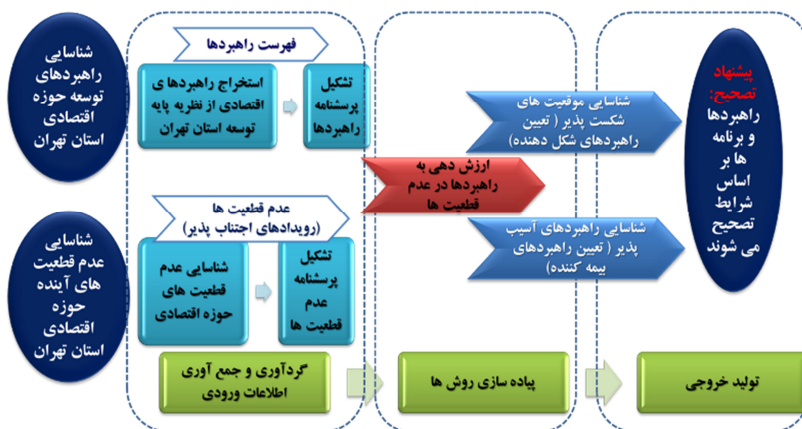 شناسایی
راهبردهای
توسعه حوزه
اقتصادی
استان تهران
فهرست راهبردها
استخراج راهبردها ی
اقتصادی از نظریه پایه
توسعه استان تهران
تشکیل
پرسشنامه
راهبردها
شناسایی
عدم قطعیت
های آینده
حوزه
اقتصادی
استان تهران
عدم قطعیت ها
(رویدادهای اجتناب پذیر)
شناسایی عدم
قطعیت های
حوزه اقتصادی
تشکیل
پرسشنامه
عدم
قطعیت ها
ارزش دهی به
راهبردها در عدم
قطعیت ها
شناسایی موقعیت های
شکست پذیر ( تعیین
راهبردهای شکل دهنده)
شناسایی راهبردهای آسیب
پذیر ( تعیین راهبردهای
بیمه کننده)
پیشنهاد
تصحیح:
راهبردها
و برنامه
ها بر
اساس
شرایط
تصحیح
می شوند
گردآوری و جمع آوری
اطلاعات ورودی
پیاده سازی روش ها
تولید خروجی